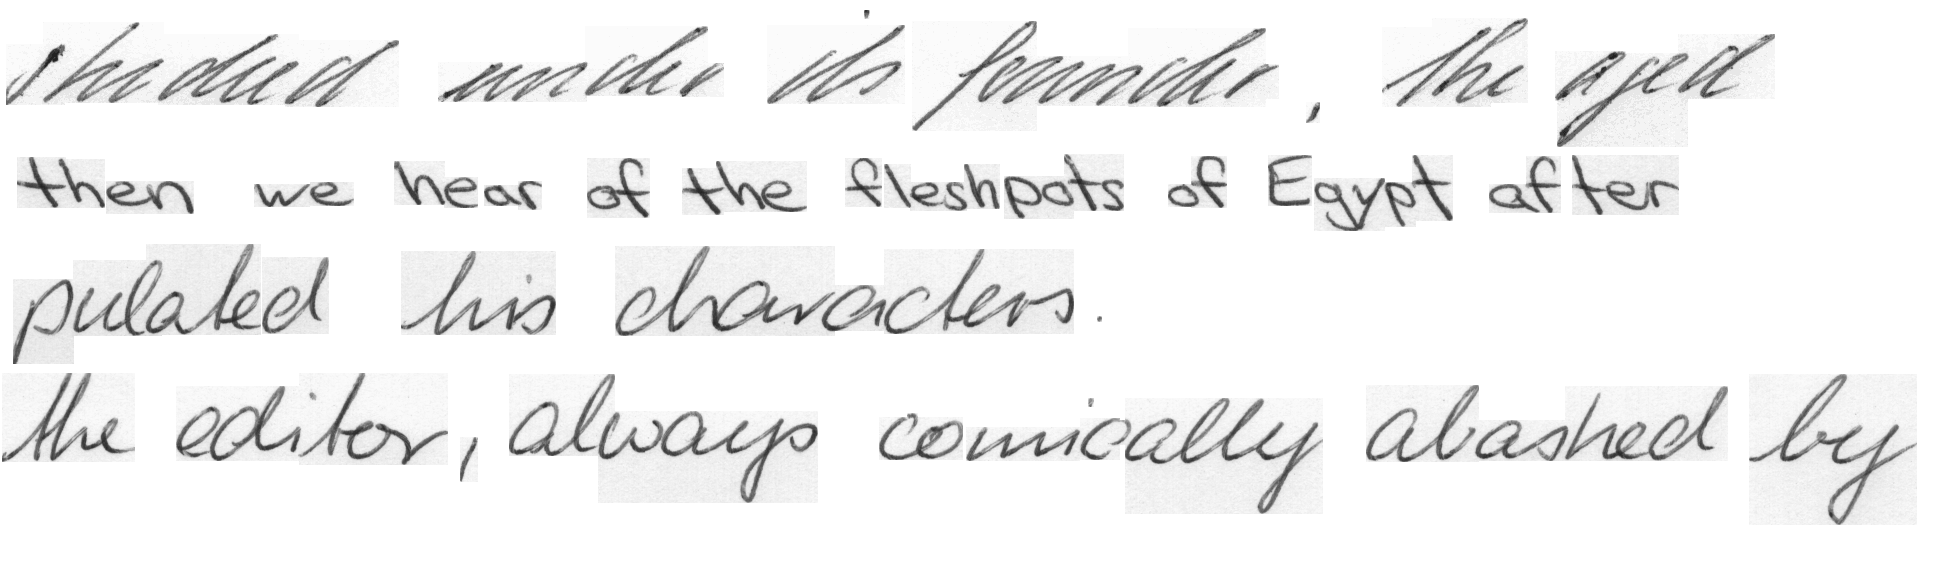 studied under its founder, the aged
then we hear of the fleshpots of Egypt after
pulated his characters.
the editor, always comically abashed by